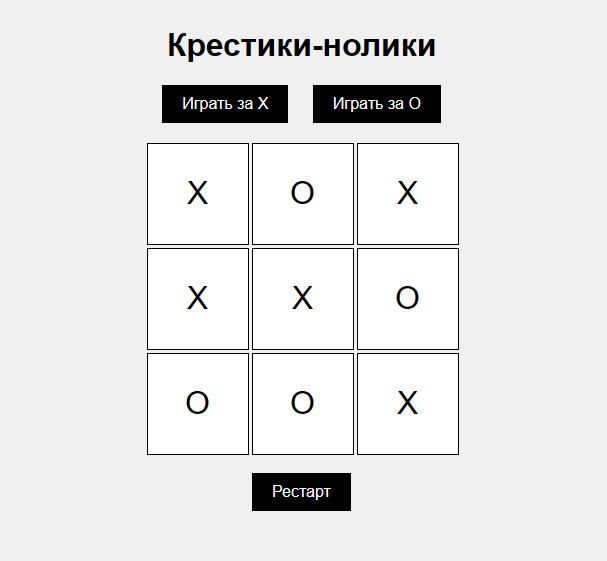 Крестики-нолики
Играть за X Играть за O
X O X
X X O
O O X
Рестарт